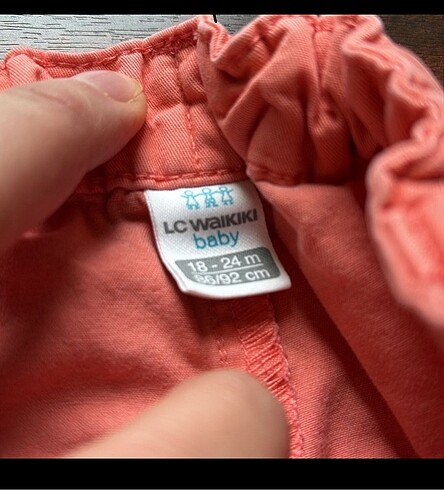 LC WAIKIKI
baby
18 - 24 m
86/92 cm